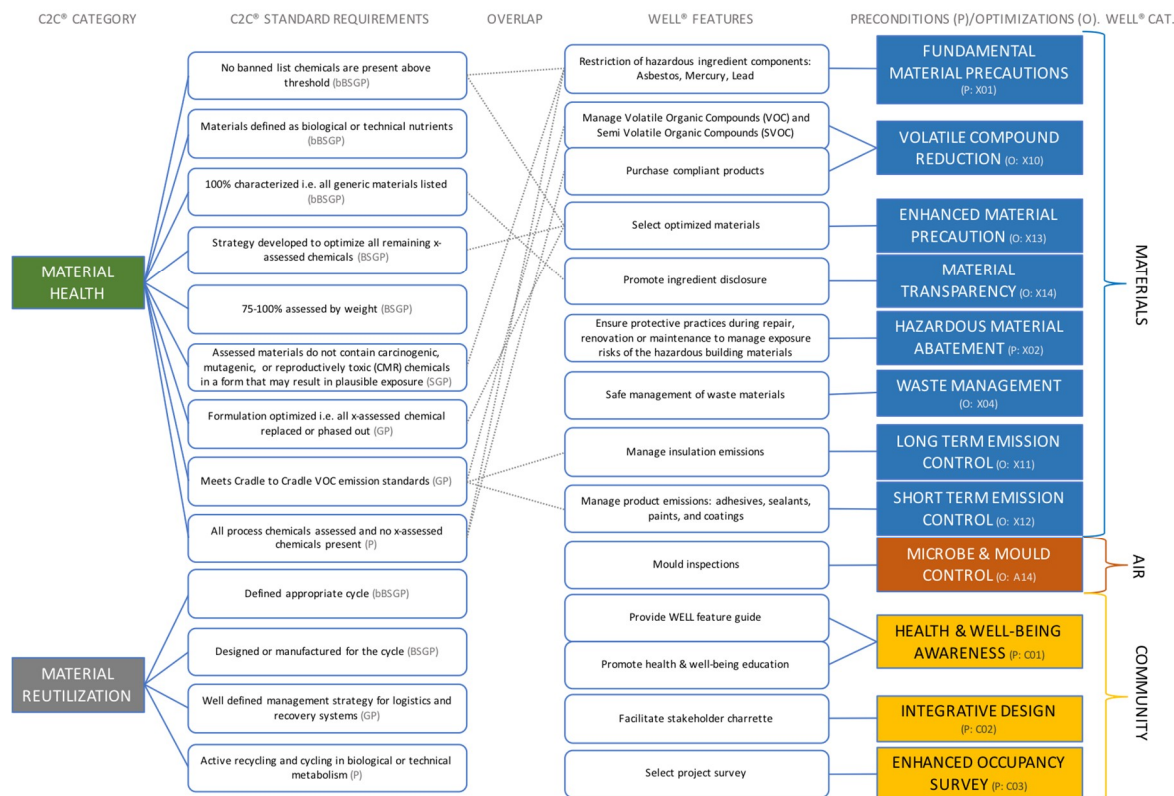 C2C® CATEGORY
C2C® STANDARD REQUIREMENTS
OVERLAP
WELL® FEATURES
PRECONDITIONS (P)/OPTIMIZATIONS (O). WELL® CAT.
MATERIAL
HEALTH
MATERIAL
REUTILIZATION
No banned list chemicals are present above
threshold (bBSGP)
Materials defined as biological or technical nutrients
(bBSGP)
100% characterized i.e. all generic materials listed
(bBSGP)
Strategy developed to optimize all remaining x-
assessed chemicals (BSGP)
75-100% assessed by weight (BSGP)
Assessed materials do not contain carcinogenic,
mutagenic, or reproductively toxic (CMR) chemicals
in a form that may result in plausible exposure (SGP)
Formulation optimized i.e. all x-assessed chemical
replaced or phased out (GP)
Meets Cradle to Cradle VOC emission standards (GP)
All process chemicals assessed and no x-assessed
chemicals present (P)
Defined appropriate cycle (bBSGP)
Designed or manufactured for the cycle (BSGP)
Well defined management strategy for logistics and
recovery systems (GP)
Active recycling and cycling in biological or technical
metabolism (P)
Restriction of hazardous ingredient components:
Asbestos, Mercury, Lead
Manage Volatile Organic Compounds (VOC) and
Semi Volatile Organic Compounds (SVOC)
Purchase compliant products
Select optimized materials
Promote ingredient disclosure
Ensure protective practices during repair,
renovation or maintenance to manage exposure
risks of the hazardous building materials
Safe management of waste materials
Manage insulation emissions
Manage product emissions: adhesives, sealants,
paints, and coatings
Mould inspections
Provide WELL feature guide
Promote health & well-being education
Facilitate stakeholder charrette
Select project survey
FUNDAMENTAL
MATERIAL PRECAUTIONS
(P: X01)
VOLATILE COMPOUND
REDUCTION (O: X10)
ENHANCED MATERIAL
PRECAUTION (O: X13)
MATERIAL
TRANSPARENCY (O: X14)
HAZARDOUS MATERIAL
ABATEMENT (P: X02)
WASTE MANAGEMENT
(O: X04)
LONG TERM EMISSION
CONTROL (O: X11)
SHORT TERM EMISSION
CONTROL (O: X12)
MICROBE & MOULD
CONTROL (O: A14)
HEALTH & WELL-BEING
AWARENESS (P: C01)
INTEGRATIVE DESIGN
(P: C02)
ENHANCED OCCUPANCY
SURVEY (P: C03)
MATERIALS
AIR
COMMUNITY